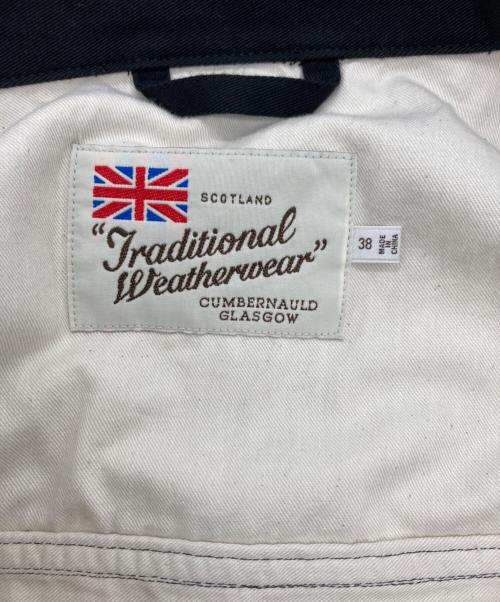 SCOTLAND
"Traditional
Weatherwear"
CUMBERNAULD
GLASGOW
38
MADE
IN
CHINA